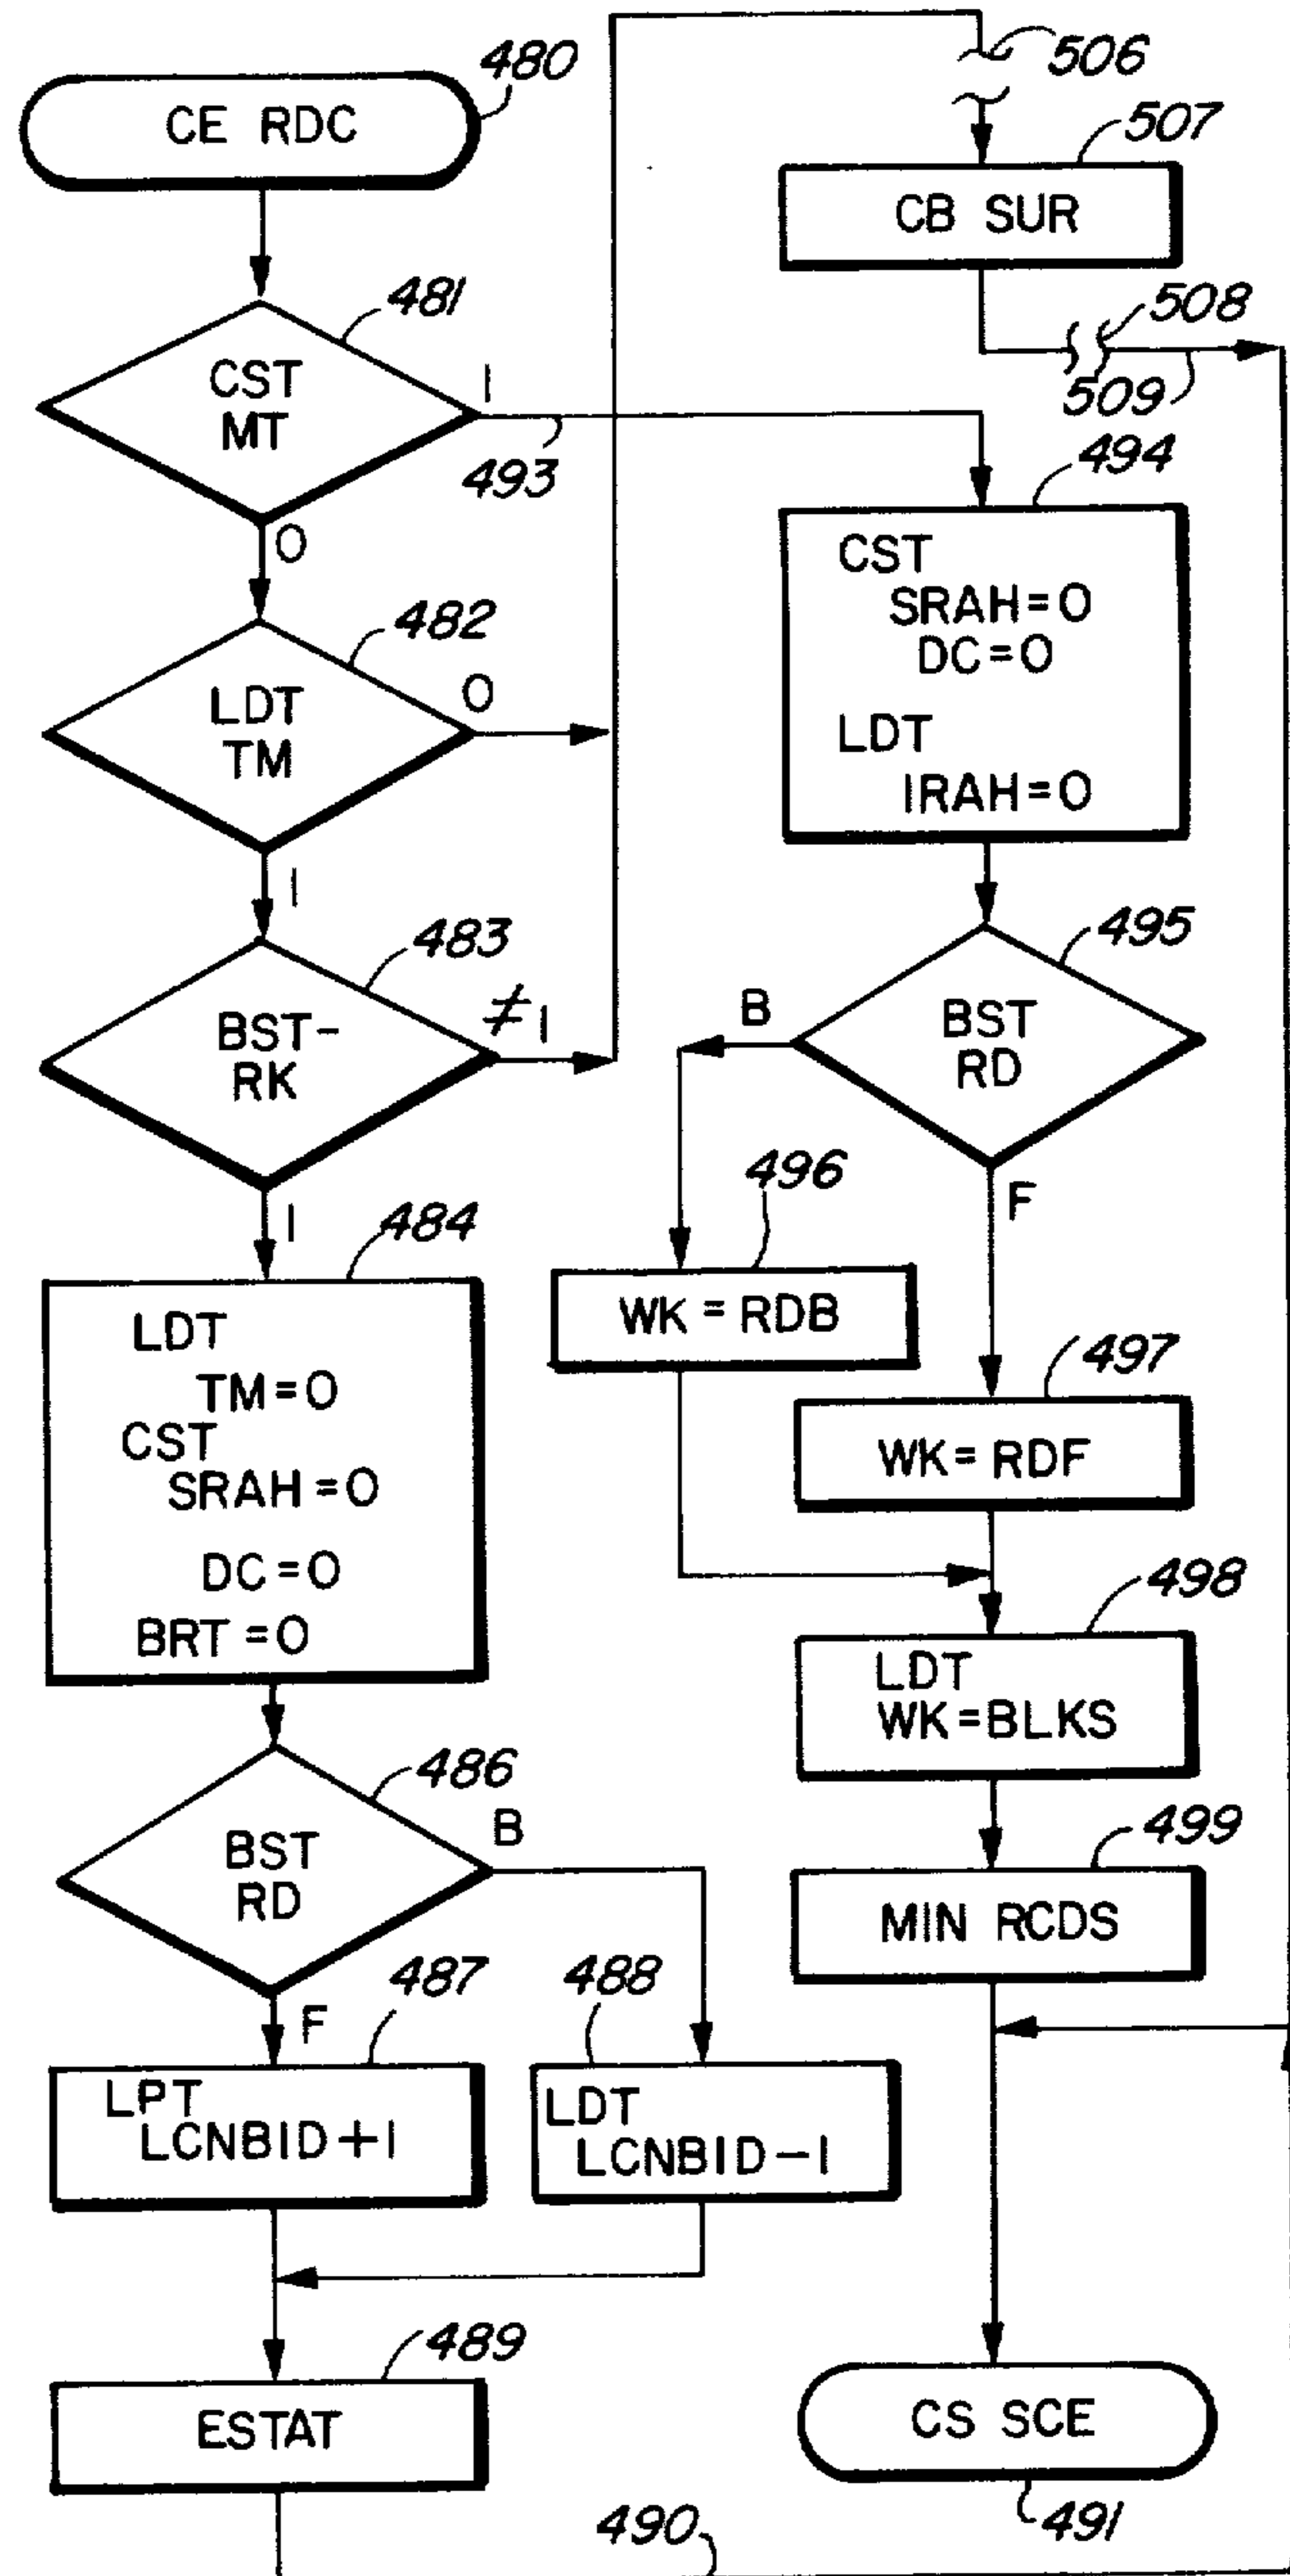 480
CE RDC
481
CST
MT
1
493
0
482
LDT
TM
0
1
483
BST-
RK
≠1
1
484
LDT
TM=0
CST
SRAH=0
DC=0
BRT=0
486
BST
RD
B
F
487
LPT
LCNBID+1
488
LDT
LCNBID-1
489
ESTAT
490
506
507
CB SUR
508
509
494
CST
SRAH=0
DC=0
LDT
IRAH=0
495
BST
RD
B
F
496
WK=RDB
497
WK=RDF
498
LDT
WK=BLKS
499
MIN RCDS
CS SCE
491